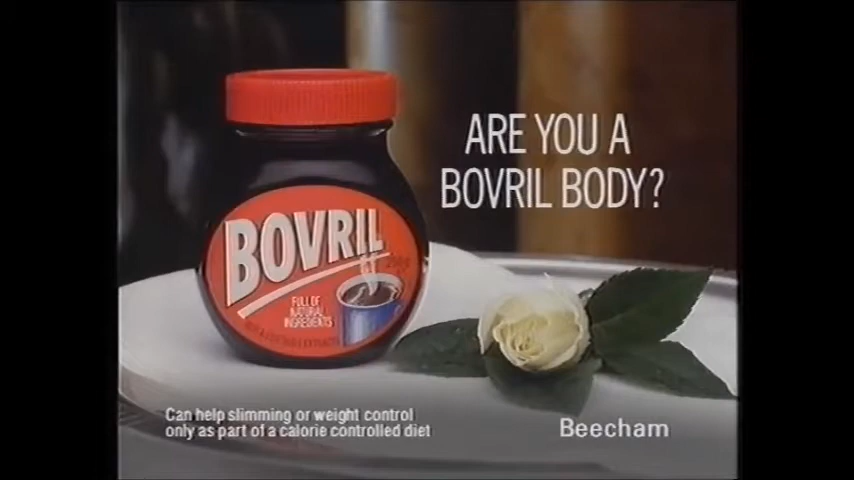 ARE YOU A
BOVRIL BODY?
BOVRIL
FULL OF
NATURAL
INGREDIENTS
Can help slimming or weight control
only as part of a calorie controlled diet
Beecham